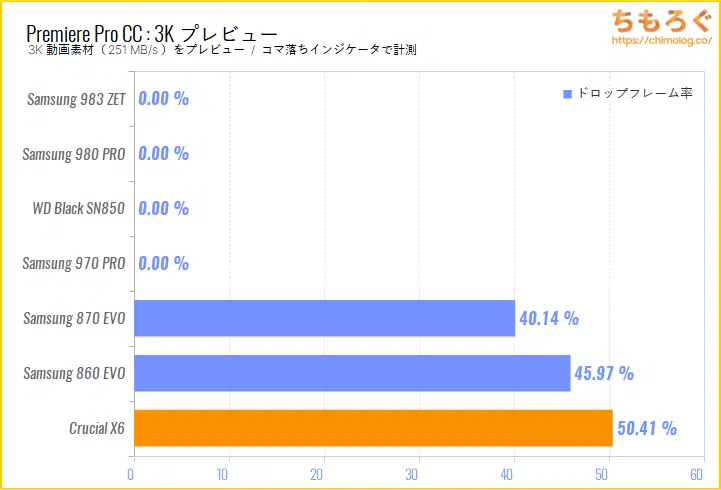 Premiere Pro CC : 3K プレビュー
3K 動画素材（ 251 MB/s ）をプレビュー / コマ落ちインジケータで計測
ちもろぐ
https://chimolog.co/
ドロップフレーム率
Samsung 983 ZET 0.00 %
Samsung 980 PRO 0.00 %
WD Black SN850 0.00 %
Samsung 970 PRO 0.00 %
Samsung 870 EVO 40.14 %
Samsung 860 EVO 45.97 %
Crucial X6 50.41 %
0 10 20 30 40 50 60